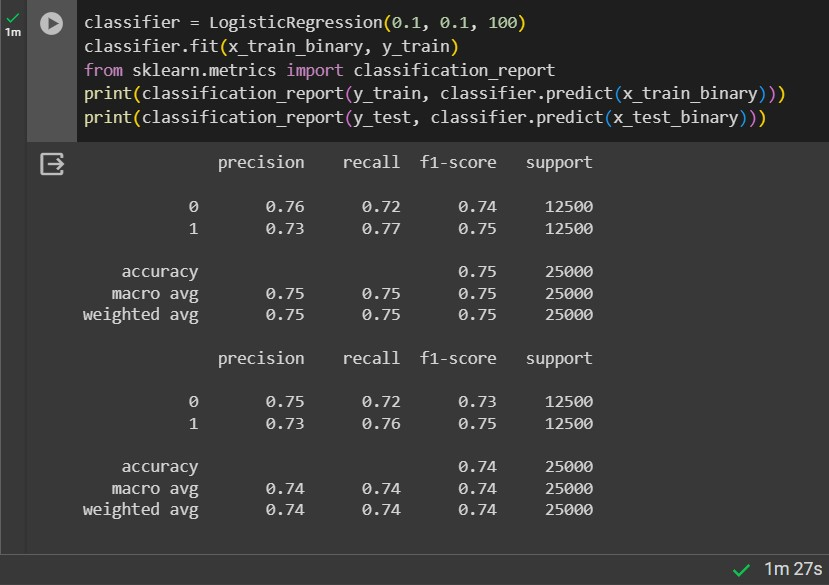 classifier = LogisticRegression(0.1, 0.1, 100)
1m
classifier.fit(x_train_binary, y_train)
from sklearn.metrics import classification_report
print(classification_report(y_train, classifier.predict(x_train_binary)))
print(classification_report(y_test, classifier.predict(x_test_binary)))
precision recall f1-score support
0 0.76 0.72 0.74 12500
1 0.73 0.77 0.75 12500
accuracy 0.75 25000
macro avg 0.75 0.75 0.75 25000
weighted avg 0.75 0.75 0.75 25000
precision recall f1-score support
0 0.75 0.72 0.73 12500
1 0.73 0.76 0.75 12500
accuracy 0.74 25000
macro avg 0.74 0.74 0.74 25000
weighted avg 0.74 0.74 0.74 25000
1m 27s